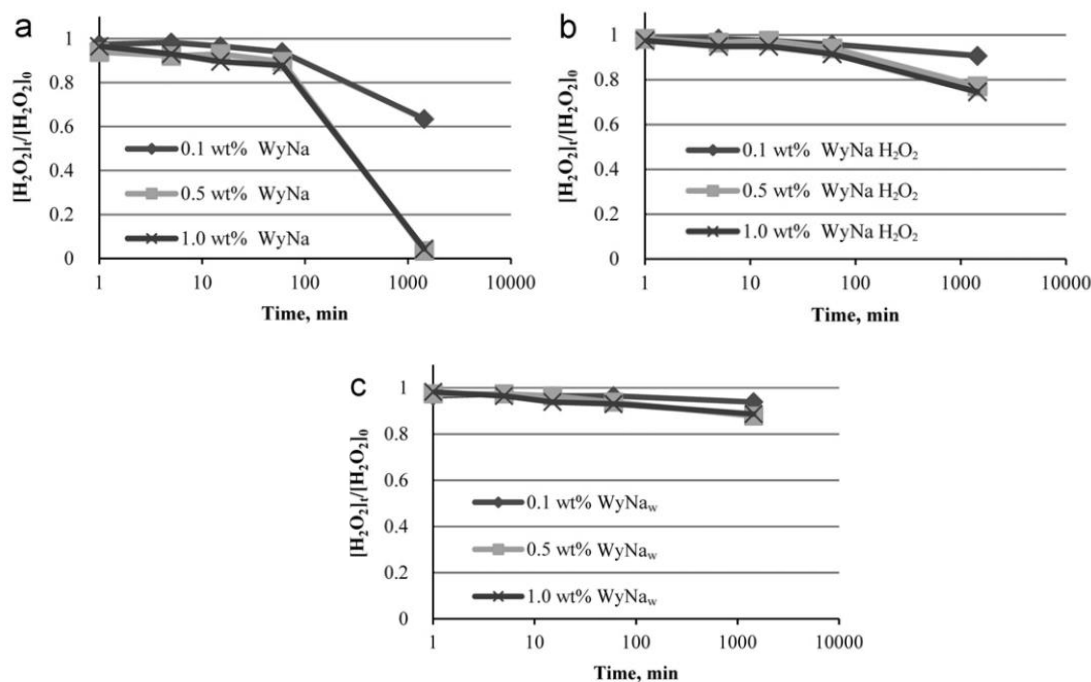 a
[H₂O₂]ₜ/[H₂O₂]₀
1
0.8
0.6
0.4
0.2
0
0.1 wt% WyNa
0.5 wt% WyNa
1.0 wt% WyNa
1 10 100 1000 10000
Time, min
b
[H₂O₂]ₜ/[H₂O₂]₀
1
0.8
0.6
0.4
0.2
0
0.1 wt% WyNa H₂O₂
0.5 wt% WyNa H₂O₂
1.0 wt% WyNa H₂O₂
1 10 100 1000 10000
Time, min
c
[H₂O₂]ₜ/[H₂O₂]₀
1
0.8
0.6
0.4
0.2
0
0.1 wt% WyNa_w
0.5 wt% WyNa_w
1.0 wt% WyNa_w
1 10 100 1000 10000
Time, min